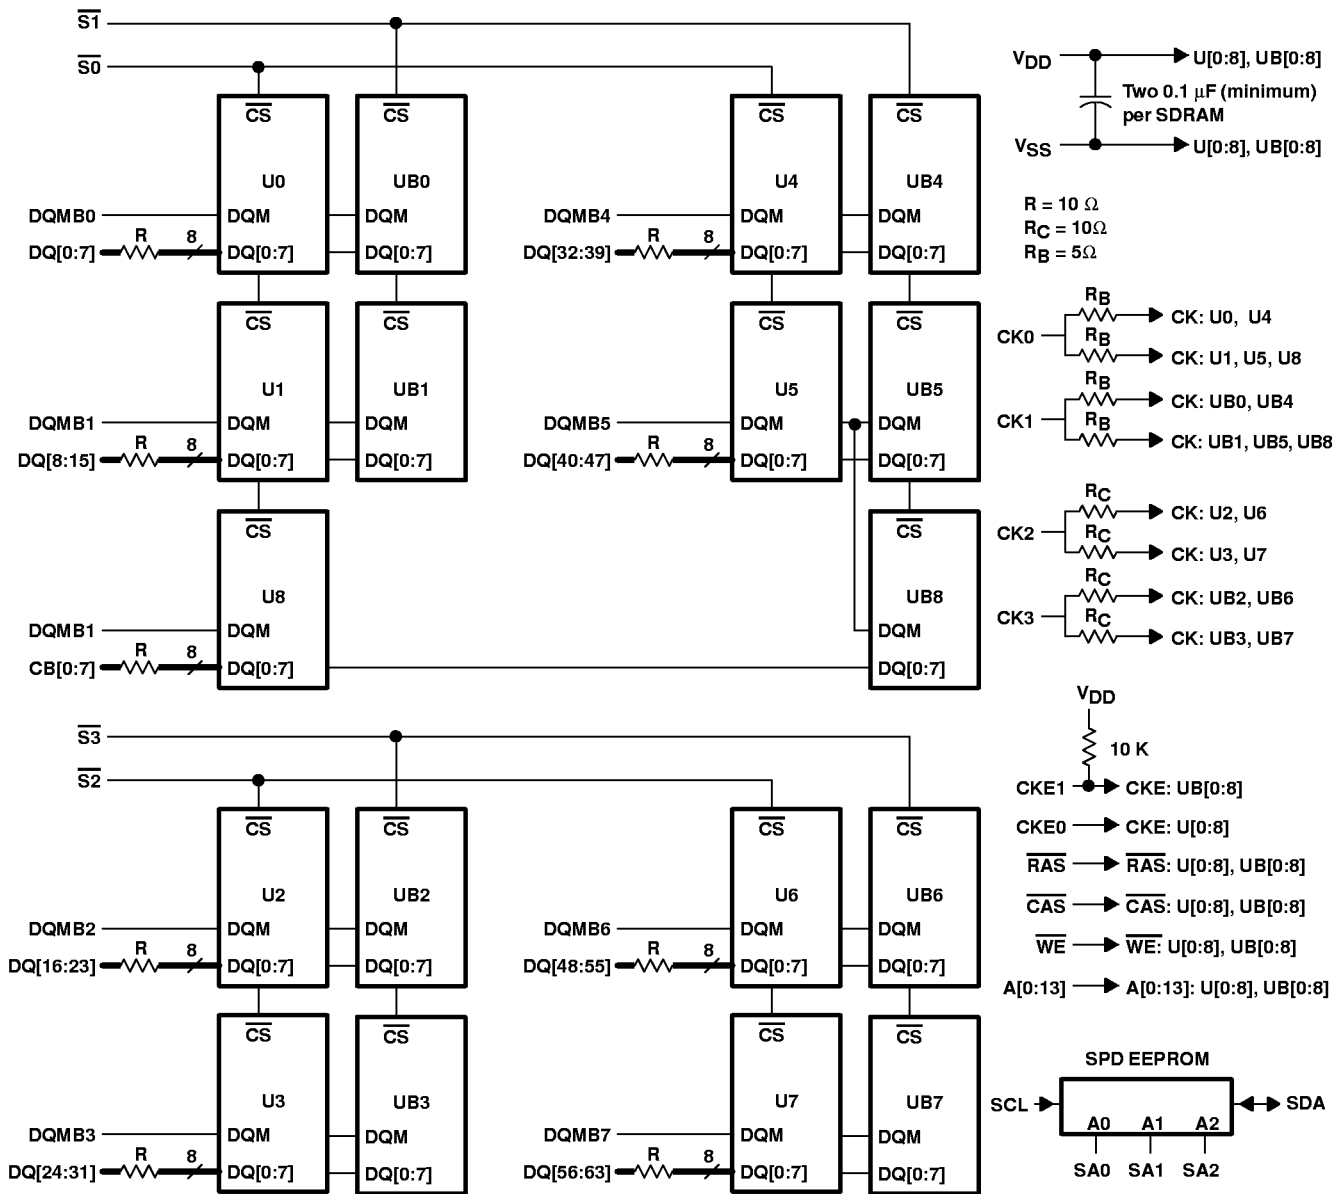 S1
S0
CS CS CS CS
U0 UB0 U4 UB4
DQMB0 DQM DQM DQMB4 DQM DQM
R 8 R 8
DQ[0:7] DQ[0:7] DQ[0:7] DQ[32:39] DQ[0:7] DQ[0:7]
CS CS CS CS
U1 UB1 U5 UB5
DQMB1 DQM DQM DQMB5 DQM DQM
R 8 R 8
DQ[8:15] DQ[0:7] DQ[0:7] DQ[40:47] DQ[0:7] DQ[0:7]
CS CS
U8 UB8
DQMB1 DQM DQM
R 8
CB[0:7] DQ[0:7] DQ[0:7]
S3
S2
CS CS CS CS
U2 UB2 U6 UB6
DQMB2 DQM DQM DQMB6 DQM DQM
R 8 R 8
DQ[16:23] DQ[0:7] DQ[0:7] DQ[48:55] DQ[0:7] DQ[0:7]
CS CS CS CS
U3 UB3 U7 UB7
DQMB3 DQM DQM DQMB7 DQM DQM
R 8 R 8
DQ[24:31] DQ[0:7] DQ[0:7] DQ[56:63] DQ[0:7] DQ[0:7]
VDD U[0:8], UB[0:8]
Two 0.1 μF (minimum)
per SDRAM
VSS U[0:8], UB[0:8]
R = 10 Ω
RC = 10Ω
RB = 5Ω
RB
CK: U0, U4
CK0
RB
CK: U1, U5, U8
RB
CK: UB0, UB4
CK1
RB
CK: UB1, UB5, UB8
RC
CK: U2, U6
CK2
RC
CK: U3, U7
RC
CK: UB2, UB6
CK3
RC
CK: UB3, UB7
VDD
10 K
CKE1 CKE: UB[0:8]
CKE0 CKE: U[0:8]
RAS RAS: U[0:8], UB[0:8]
CAS CAS: U[0:8], UB[0:8]
WE WE: U[0:8], UB[0:8]
A[0:13] A[0:13]: U[0:8], UB[0:8]
SPD EEPROM
SCL SDA
A0 A1 A2
SA0 SA1 SA2